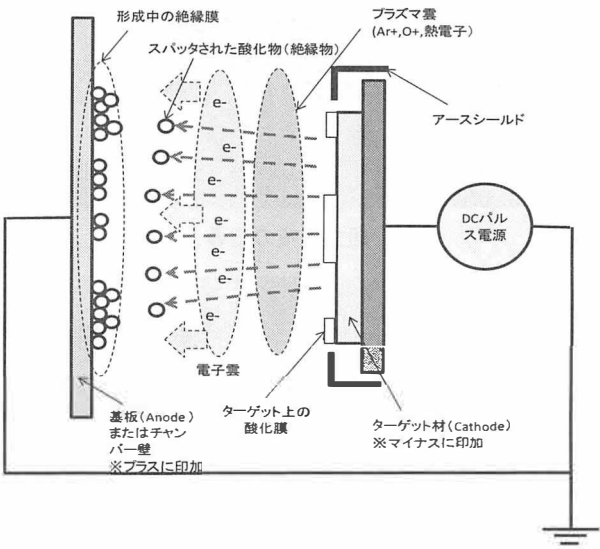 形成中の絶縁膜
スパッタされた酸化物(絶縁物)
プラズマ雲
(Ar+,O+,熱電子)
アースシールド
e-
e-
e-
e-
e-
e-
e-
e-
DCパル
ス電源
電子雲
基板(Anode)
またはチャン
バー壁
※プラスに印加
ターゲット上の
酸化膜
ターゲット材(Cathode)
※マイナスに印加